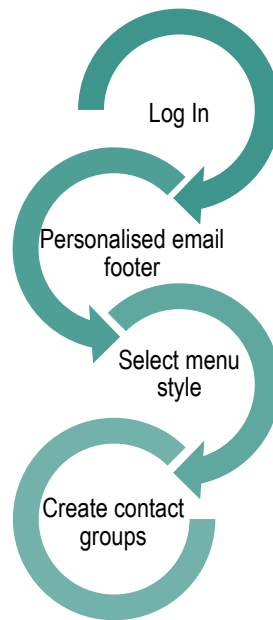 Log In
Personalised email
footer
Select menu
style
Create contact
groups